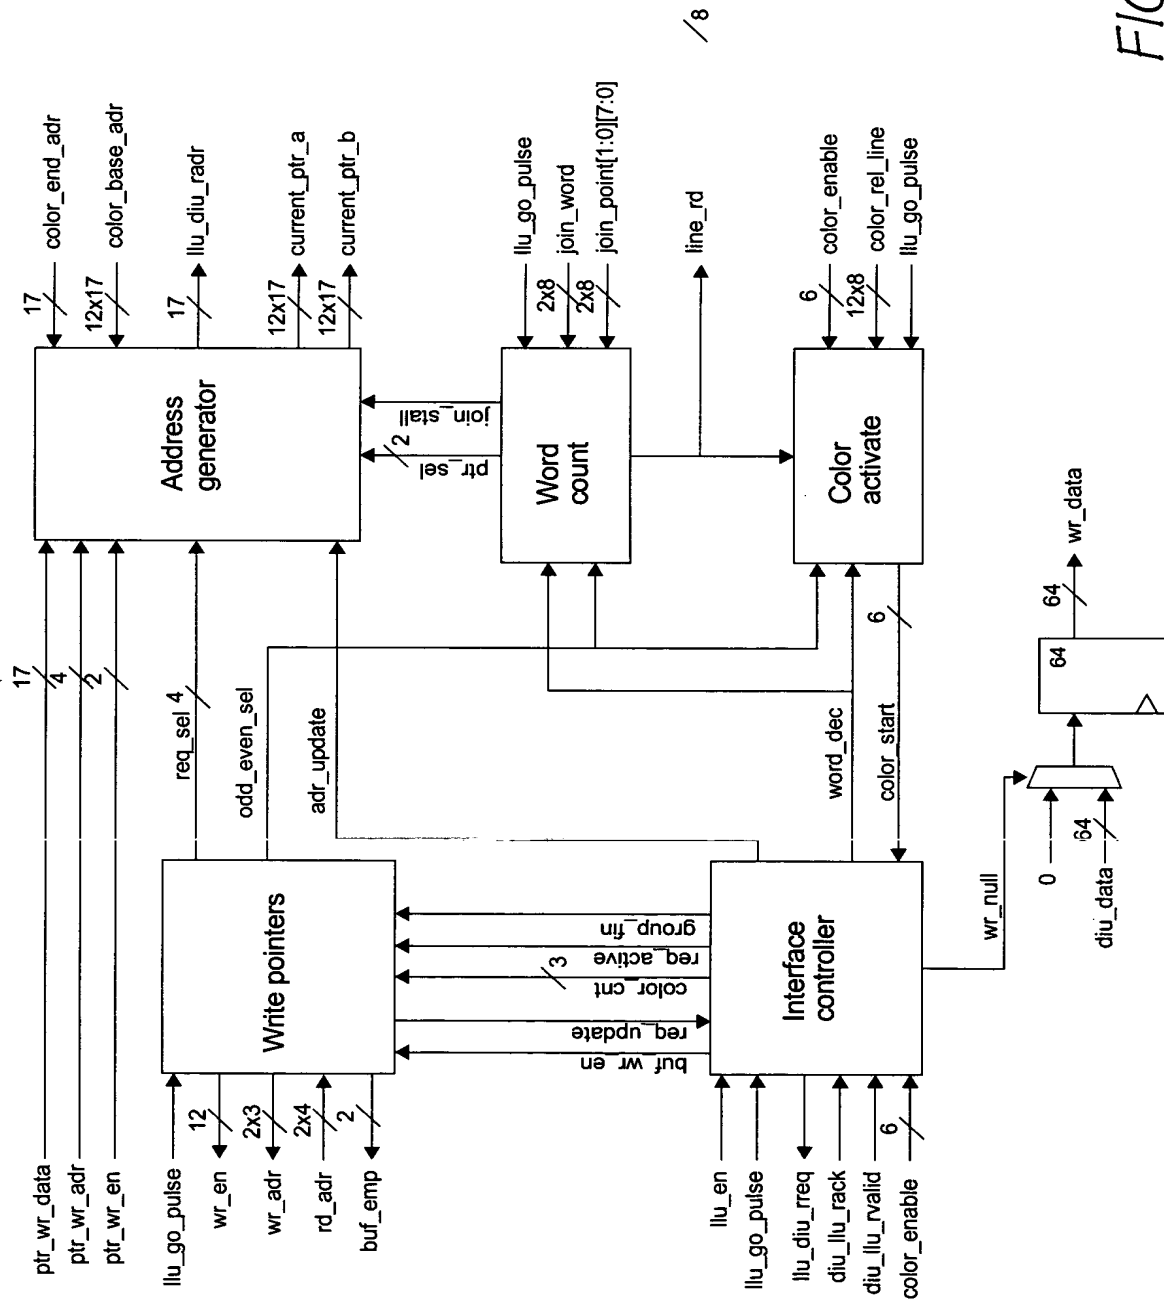 ptr_wr_data
17
ptr_wr_adr
4
ptr_wr_en
2
color_end_adr
17
color_base_adr
12x17
llu_diu_radr
17
current_ptr_a
12x17
current_ptr_b
12x17
Address
generator
req_sel
4
odd_even_sel
adr_update
join_stall
ptr_sel
2
llu_go_pulse
wr_en
12
wr_adr
2x3
rd_adr
2x4
buf_emp
2
Write pointers
group_fin
req_active
color_cnt
3
req_update
buf_wr_en
Word
count
llu_go_pulse
join_word
2x8
join_point[1:0][7:0]
2x8
line_rd
8
llu_en
llu_go_pulse
llu_diu_rreq
diu_llu_rack
diu_llu_rvalid
color_enable
6
Interface
controller
word_dec
color_start
6
Color
activate
color_enable
6
color_rel_line
12x8
llu_go_pulse
wr_null
0
diu_data
64
64
wr_data
64
FIG